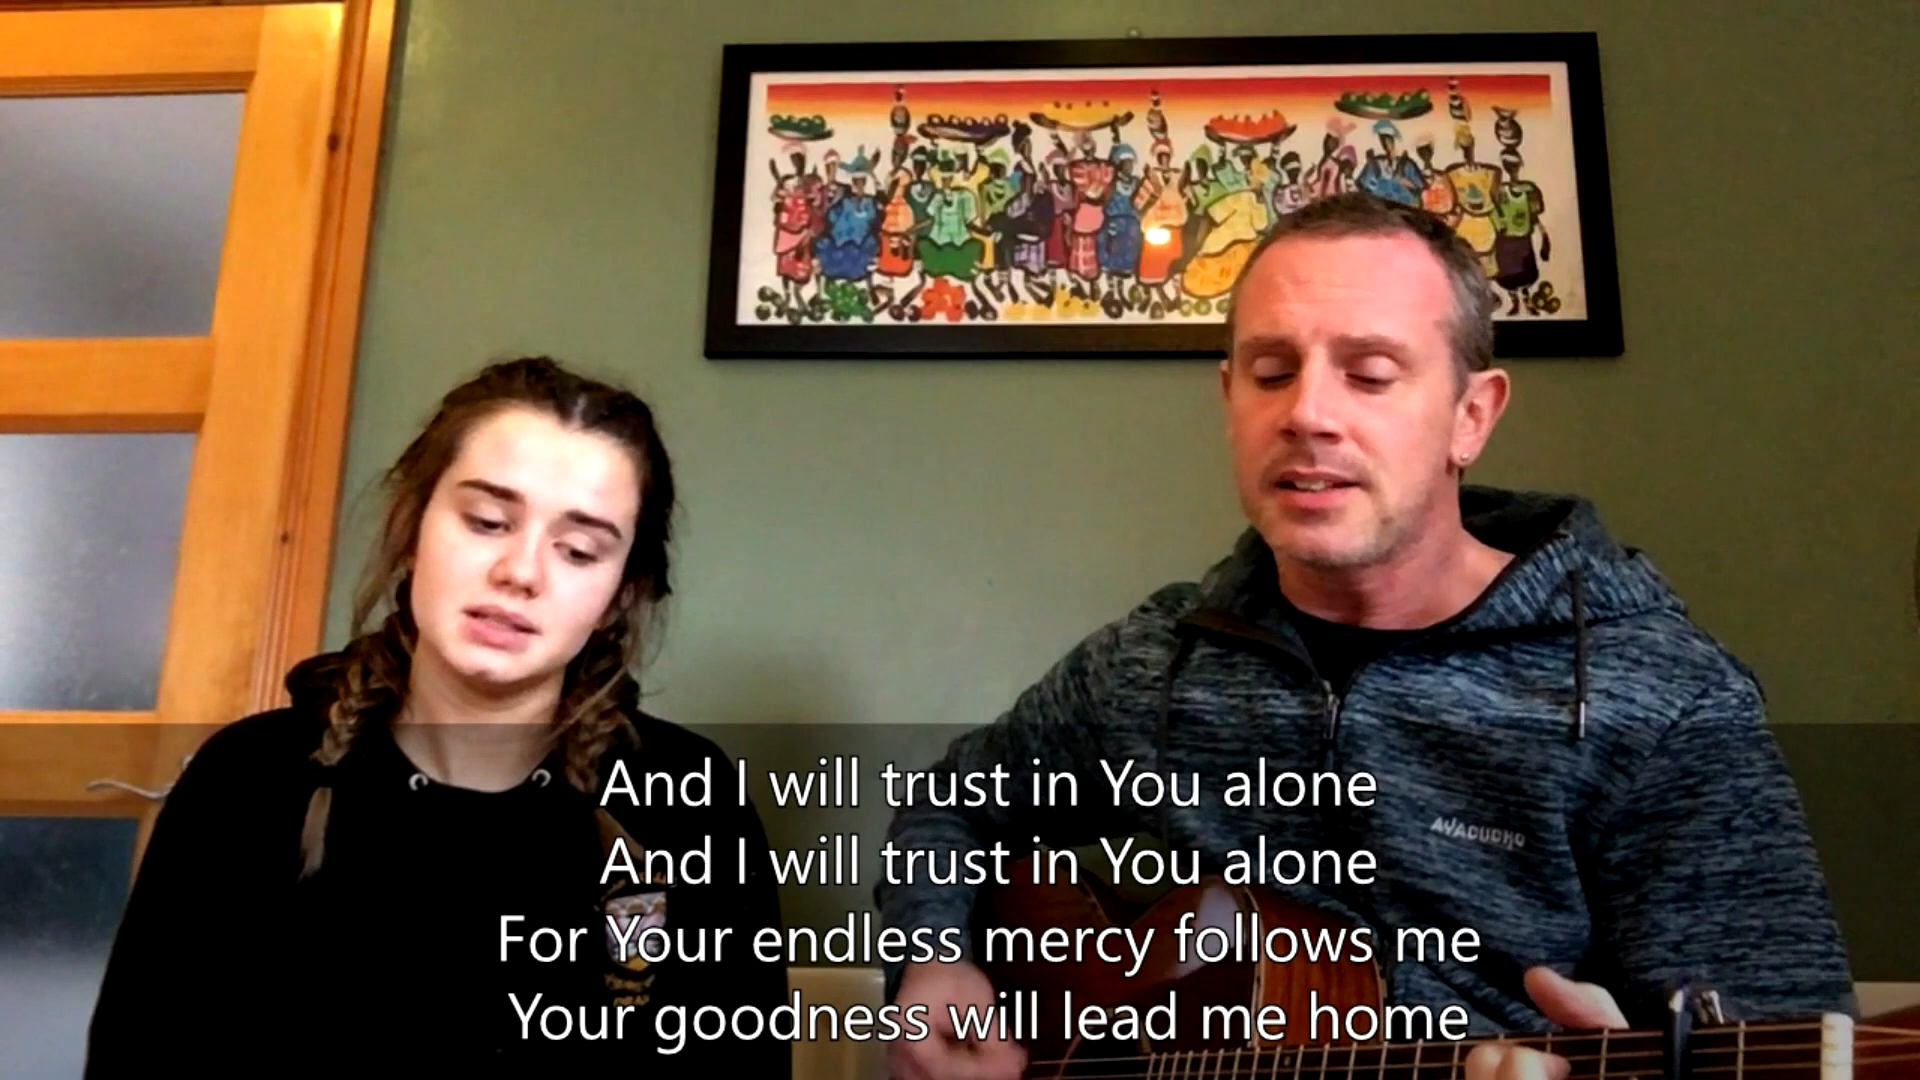 AYACUCHO
And I will trust in You alone
And I will trust in You alone
For Your endless mercy follows me
Your goodness will lead me home